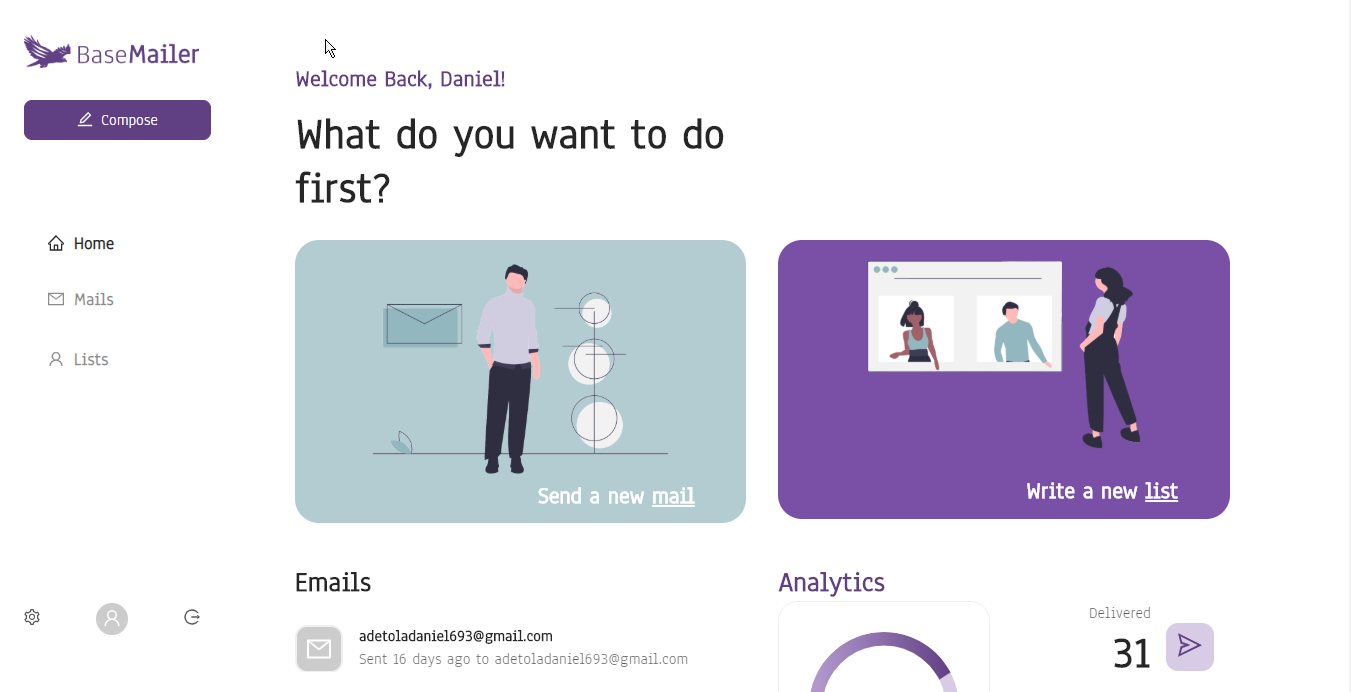 BaseMailer
Compose
Home
Mails
Lists
Welcome Back, Daniel!
What do you want to do
first?
Send a new mail
Write a new list
Emails
adetoladaniel693@gmail.com
Sent 16 days ago to adetoladaniel693@gmail.com
Analytics
Delivered
31